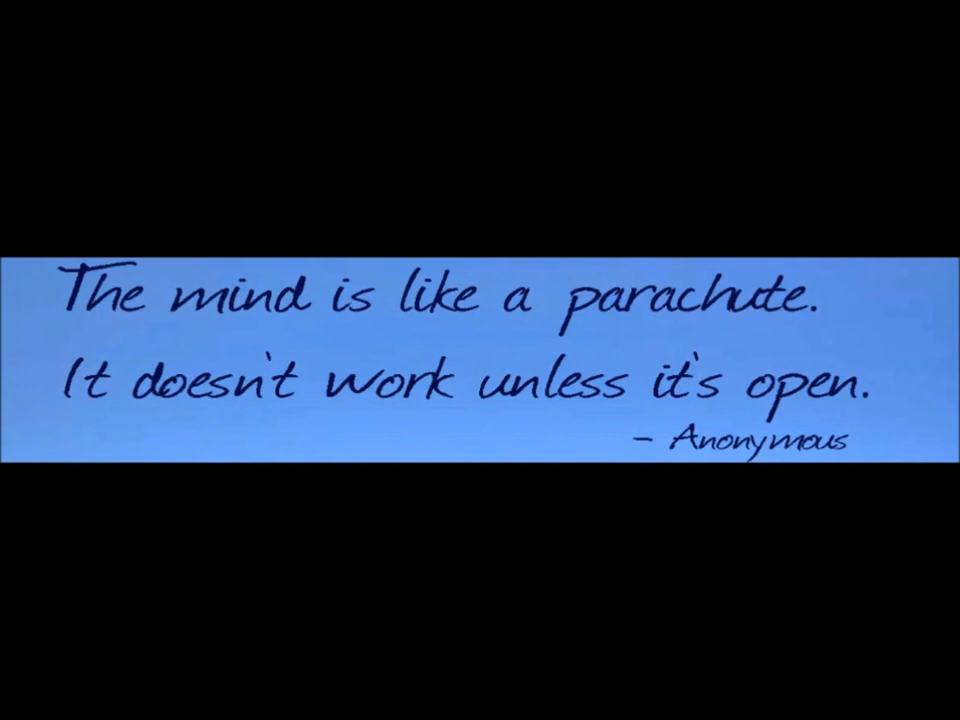 The mind is like a parachute.
It doesn't work unless it's open.
- Anonymous